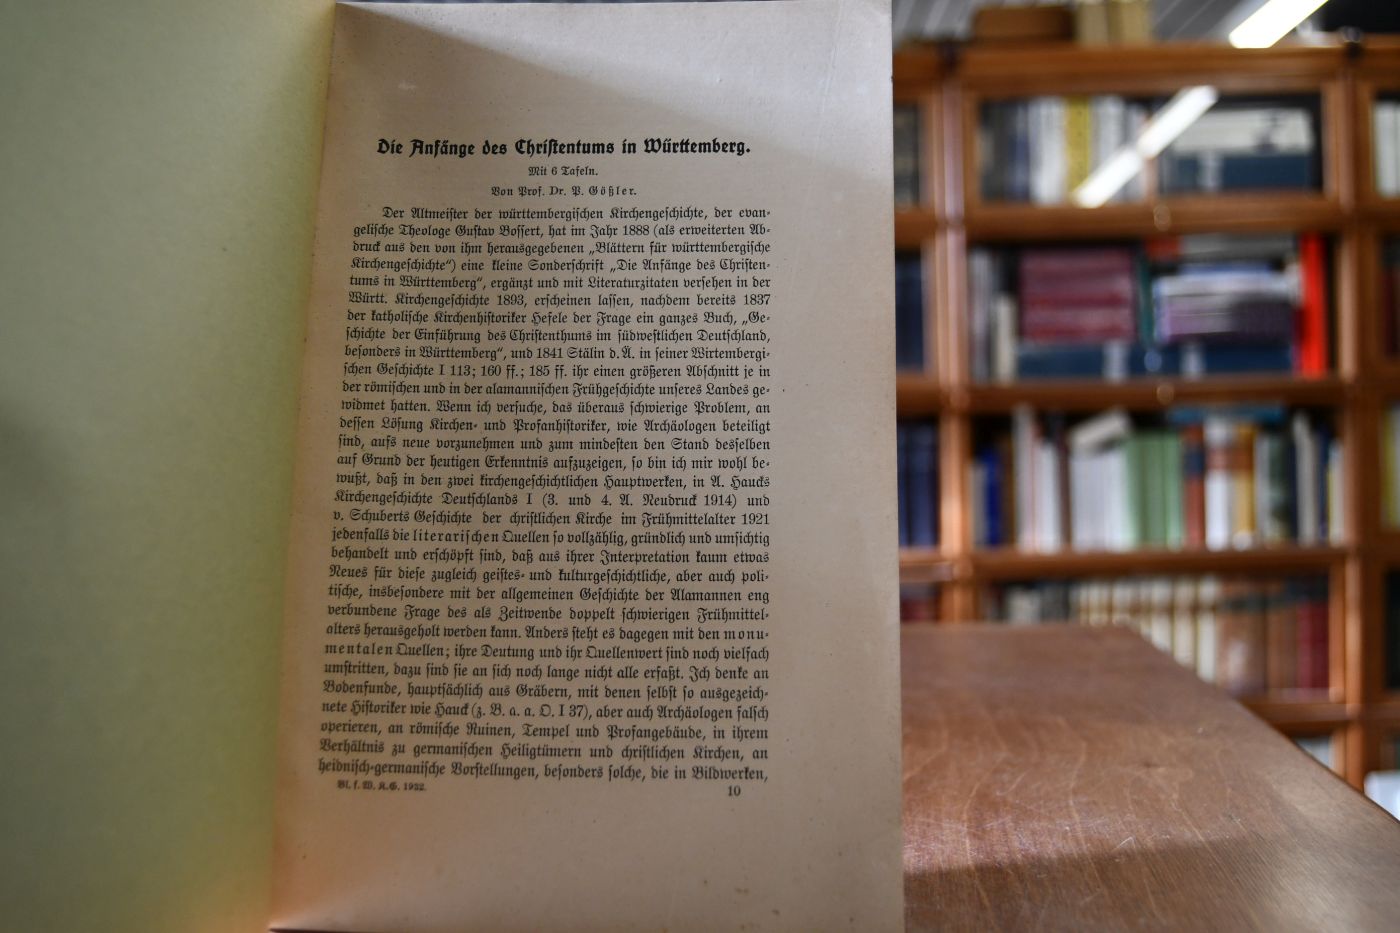 Die Anfänge des Christentums in Württemberg.
Mit 6 Tafeln.
Von Prof. Dr. P. Gößler.
Der Altmeister der württembergischen Kirchengeschichte, der evan-
gelische Theologe Gustav Bossert, hat im Jahr 1888 (als erweiterten Ab-
druck aus den von ihm herausgegebenen „Blättern für württembergische
Kirchengeschichte“) eine kleine Sonderschrift „Die Anfänge des Christen-
tums in Württemberg“, ergänzt und mit Literaturzitaten versehen in der
Württ. Kirchengeschichte 1893, erscheinen lassen, nachdem bereits 1837
der katholische Kirchenhistoriker Hefele der Frage ein ganzes Buch, „Ge-
schichte der Einführung des Christenthums im südwestlichen Deutschland,
besonders in Württemberg“, und 1841 Stälin d. Ä. in seiner Wirtembergi-
schen Geschichte I 113; 160 ff.; 185 ff. ihr einen größeren Abschnitt je in
der römischen und in der alamannischen Frühgeschichte unseres Landes ge-
widmet hatten. Wenn ich versuche, das überaus schwierige Problem, an
dessen Lösung Kirchen- und Profanhistoriker, wie Archäologen beteiligt
sind, aufs neue vorzunehmen und zum mindesten den Stand desselben
auf Grund der heutigen Erkenntnis aufzuzeigen, so bin ich mir wohl be-
wußt, daß in den zwei kirchengeschichtlichen Hauptwerken, in A. Haucks
Kirchengeschichte Deutschlands I (3. und 4. A. Neudruck 1914) und
v. Schuberts Geschichte der christlichen Kirche im Frühmittelalter 1921
jedenfalls die literarischen Quellen so vollzählig, gründlich und umsichtig
behandelt und erschöpft sind, daß aus ihrer Interpretation kaum etwas
Neues für diese zugleich geistes- und kulturgeschichtliche, aber auch poli-
tische, insbesondere mit der allgemeinen Geschichte der Alamannen eng
verbundene Frage des als Zeitwende doppelt schwierigen Frühmittel-
alters herausgeholt werden kann. Anders steht es dagegen mit den monu-
mentalen Quellen; ihre Deutung und ihr Quellenwert sind noch vielfach
umstritten, dazu sind sie an sich noch lange nicht alle erfaßt. Ich denke an
Bodenfunde, hauptsächlich aus Gräbern, mit denen selbst so ausgezeich-
nete Historiker wie Hauck (z. B. a. a. O. I 37), aber auch Archäologen falsch
operieren, an römische Ruinen, Tempel und Profangebäude, in ihrem
Verhältnis zu germanischen Heiligtümern und christlichen Kirchen, an
heidnisch-germanische Vorstellungen, besonders solche, die in Bildwerken,
Bl. f. W. K.G. 1932.
10